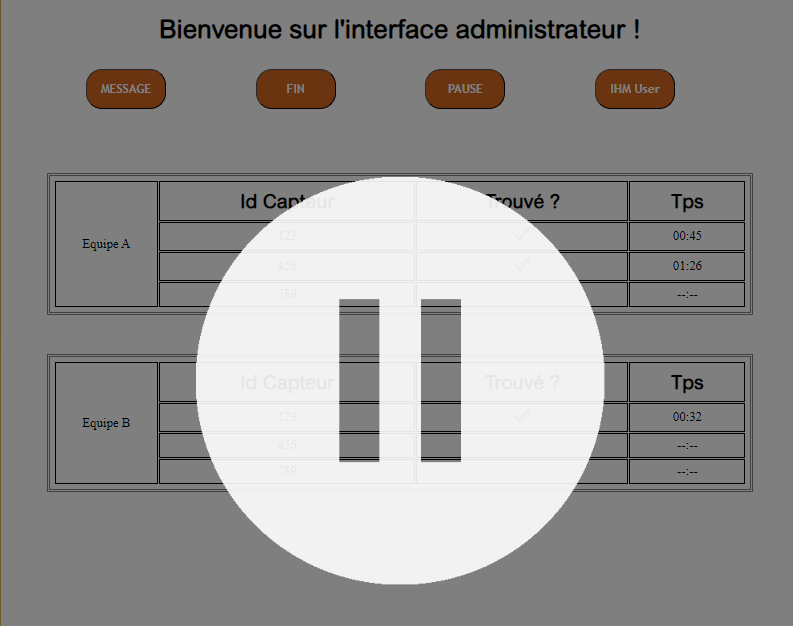 Bienvenue sur l'interface administrateur !
MESSAGE FIN PAUSE IHM User
Equipe A Id Capteur Trouvé ? Tps
123 ✓ 00:45
456 ✓ 01:26
789 --:--
Equipe B Id Capteur Trouvé ? Tps
123 ✓ 00:32
456 --:--
789 --:--